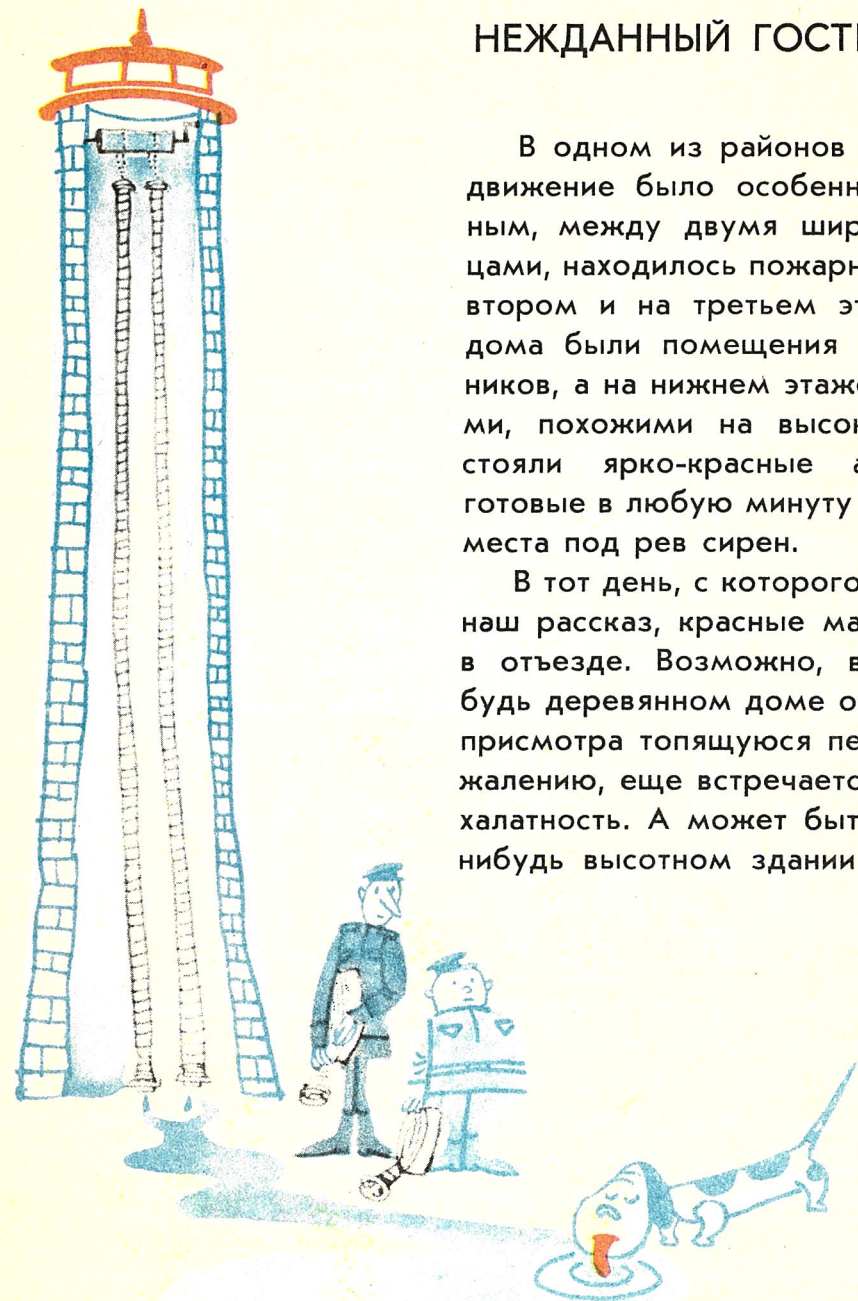 НЕЖДАННЫЙ ГОСТ
В одном из районов
движение было особенн
ным, между двумя шир
цами, находилось пожарн
втором и на третьем эт
дома были помещения
ников, а на нижнем этаж
ми, похожими на высок
стояли ярко-красные а
готовые в любую минуту
места под рев сирен.
В тот день, с которого
наш рассказ, красные ма
в отъезде. Возможно, в
будь деревянном доме о
присмотра топящуюся пе
жалению, еще встречаетс
халатность. А может быт
нибудь высотном здании